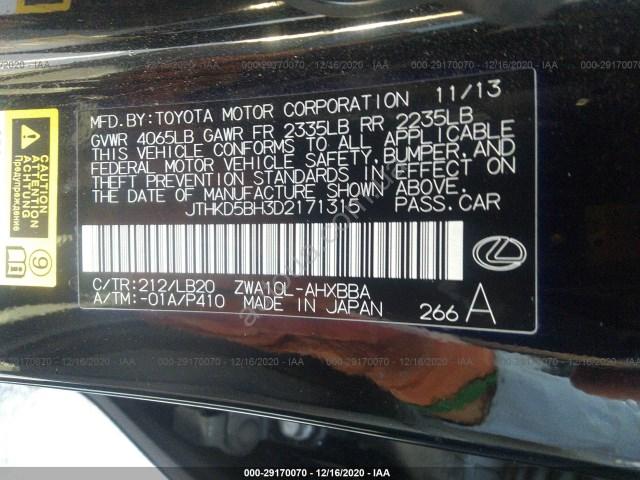 MFD.BY:TOYOTA MOTOR CORPORATION 11/13
GVWR 4065LB GAWR FR 2335LB RR 2235LB
THIS VEHICLE CONFORMS TO ALL APPLICABLE
FEDERAL MOTOR VEHICLE SAFETY, BUMPER, AND
THEFT PREVENTION STANDARDS IN EFFECT ON
THE DATE OF MANUFACTURE SHOWN ABOVE.
JTHKD5BH3D2171315 PASS.CAR
C/TR:212/LB20 ZWA10L-AHXBBA
A/TM:-01A/P410 MADE IN JAPAN
266 A
CAUTION
ATTENTION
ACHTUNG
000-29170070 - 12/16/2020 - IAA